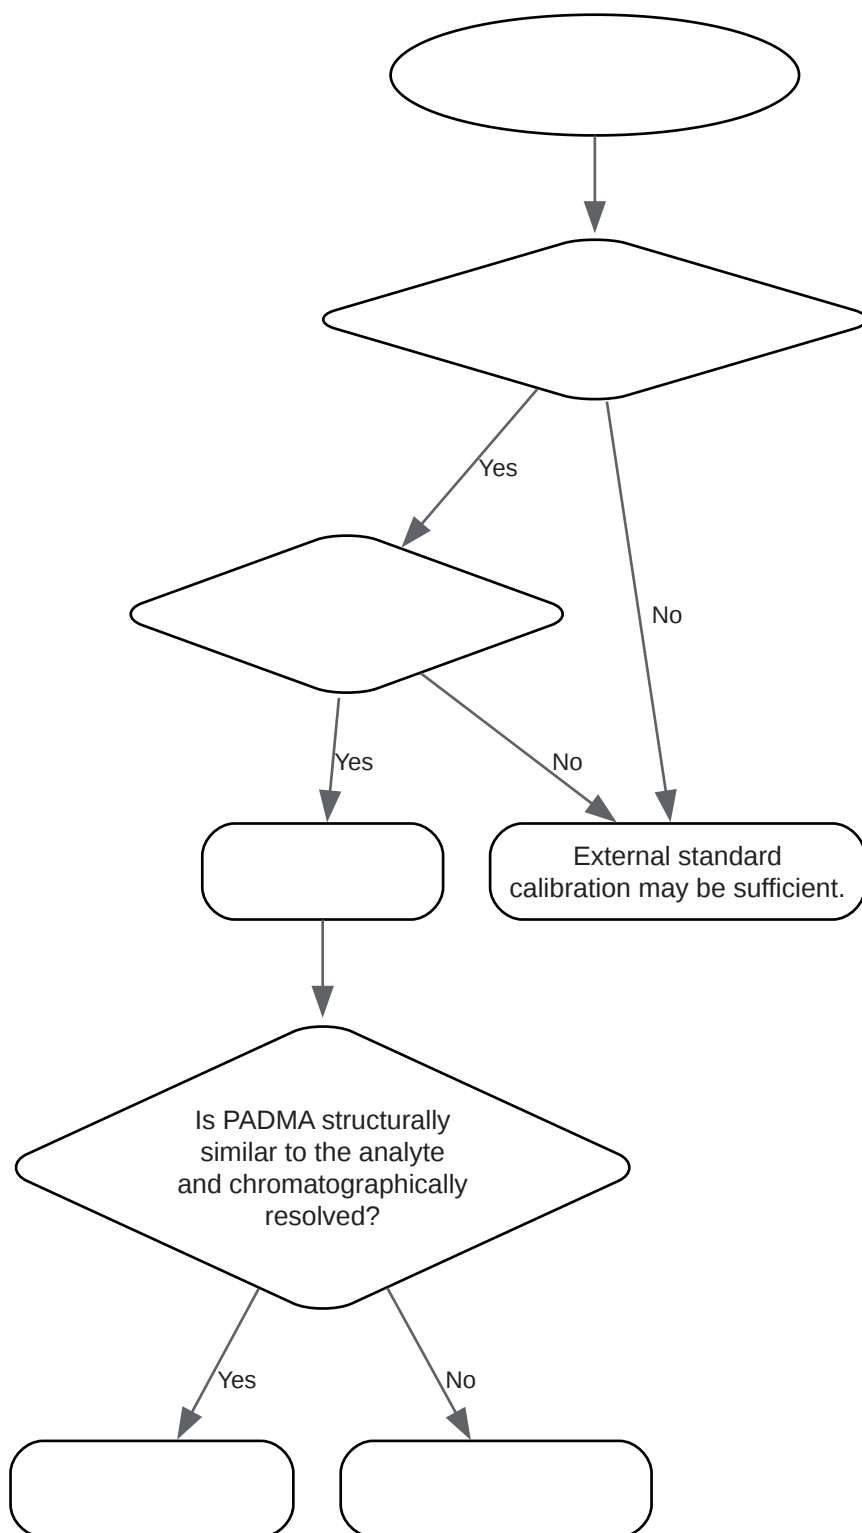 Yes
No
Yes
No
External standard
calibration may be sufficient.
Is PADMA structurally
similar to the analyte
and chromatographically
resolved?
Yes
No